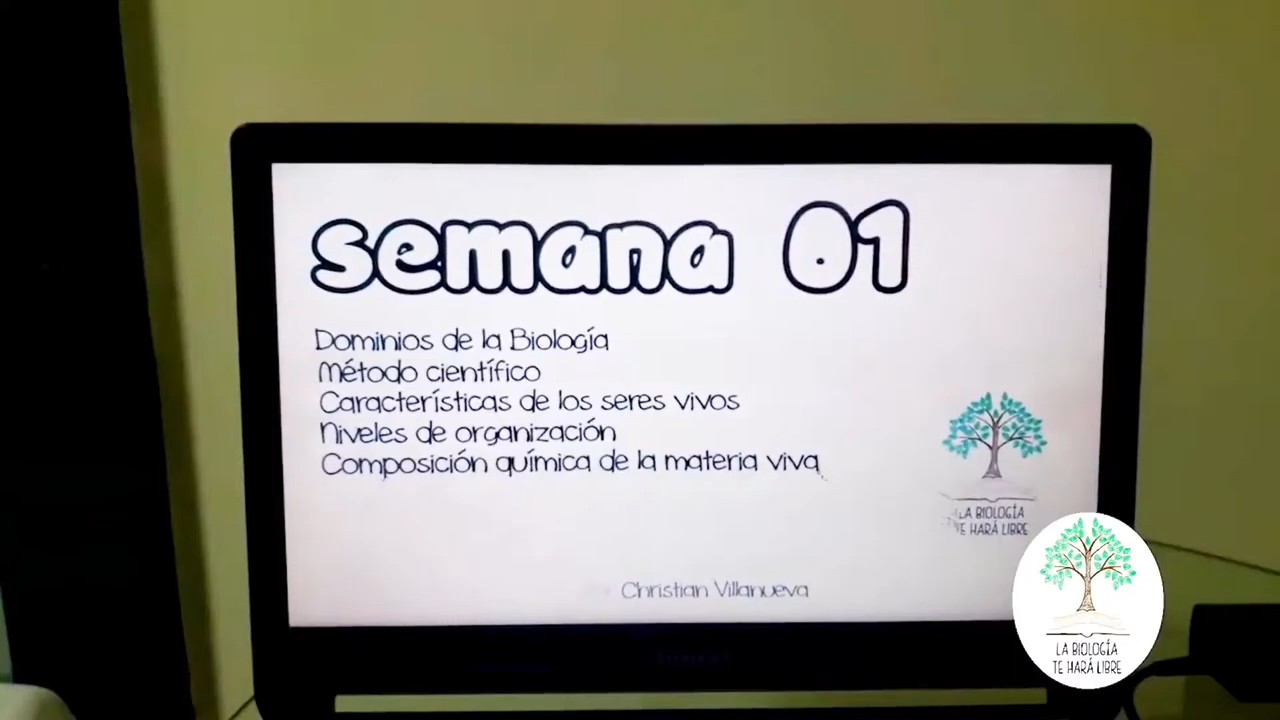 semana 01
Dominios de la Biología
Método científico
Características de los seres vivos
Niveles de organización
Composición química de la materia viva
LA BIOLOGÍA
TE HARÁ LIBRE
Christian Villanueva
LA BIOLOGÍA
TE HARÁ LIBRE